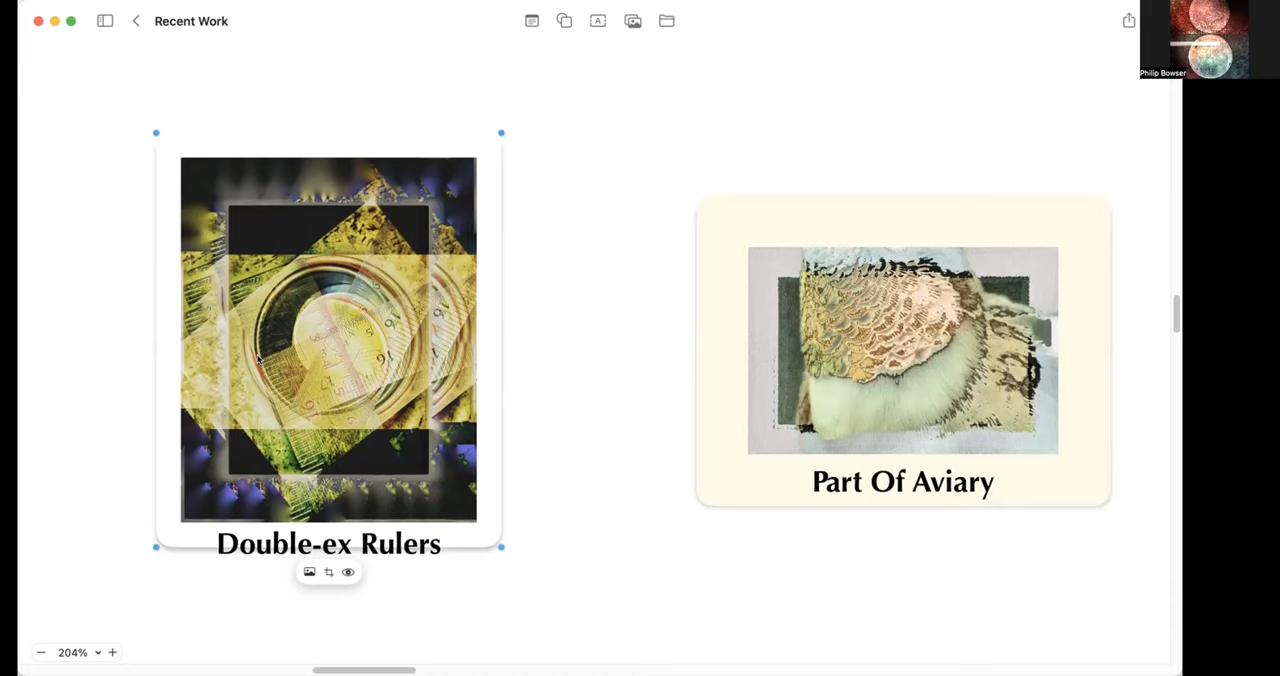 Recent Work
A
Philip Bowser
Double-ex Rulers
Part Of Aviary
204%